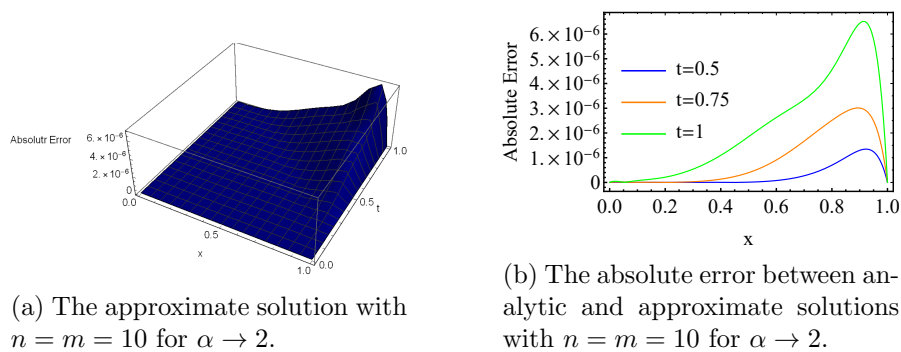 Absolutr Error
6. × 10⁻⁶
4. × 10⁻⁶
2. × 10⁻⁶
0
0.0
0.5
x
1.0
0.0
0.5
t
1.0
(a) The approximate solution with
n = m = 10 for α → 2.
Absolute Error
6. × 10⁻⁶
5. × 10⁻⁶
4. × 10⁻⁶
3. × 10⁻⁶
2. × 10⁻⁶
1. × 10⁻⁶
0
t=0.5
t=0.75
t=1
0.0 0.2 0.4 0.6 0.8 1.0
x
(b) The absolute error between an-
alytic and approximate solutions
with n = m = 10 for α → 2.